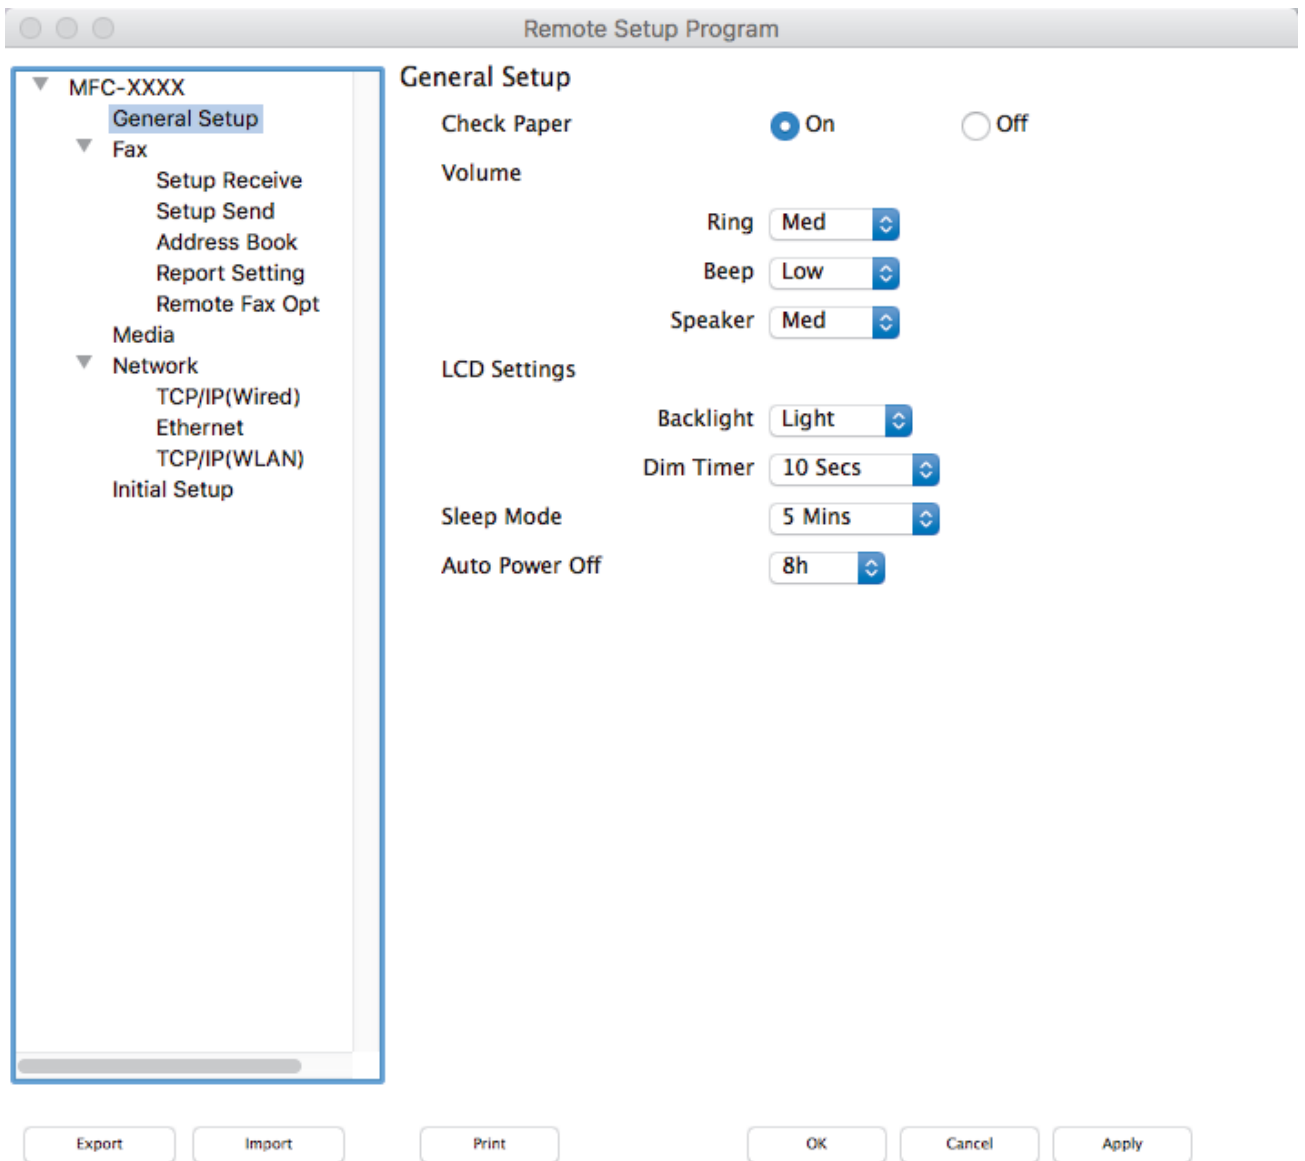 Remote Setup Program
MFC-XXXX
General Setup
Fax
Setup Receive
Setup Send
Address Book
Report Setting
Remote Fax Opt
Media
Network
TCP/IP(Wired)
Ethernet
TCP/IP(WLAN)
Initial Setup
General Setup
Check Paper On Off
Volume
Ring Med
Beep Low
Speaker Med
LCD Settings
Backlight Light
Dim Timer 10 Secs
Sleep Mode 5 Mins
Auto Power Off 8h
Export Import Print OK Cancel Apply